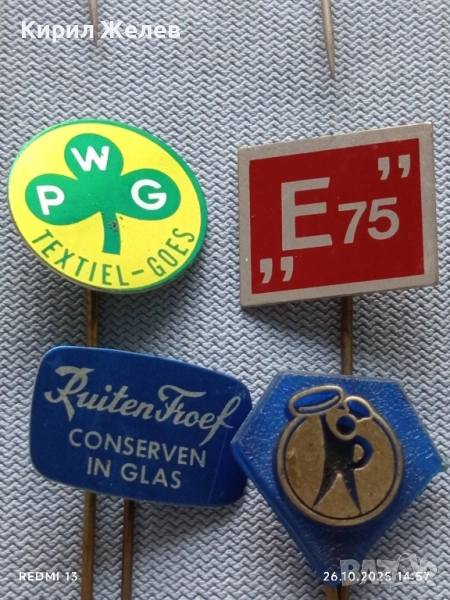 Кирил Желев
P W G
TEXTIEL-GOES
„E75”
Ruiten Troef
CONSERVEN
IN GLAS
REDMI 13
26.10.2025 14:57